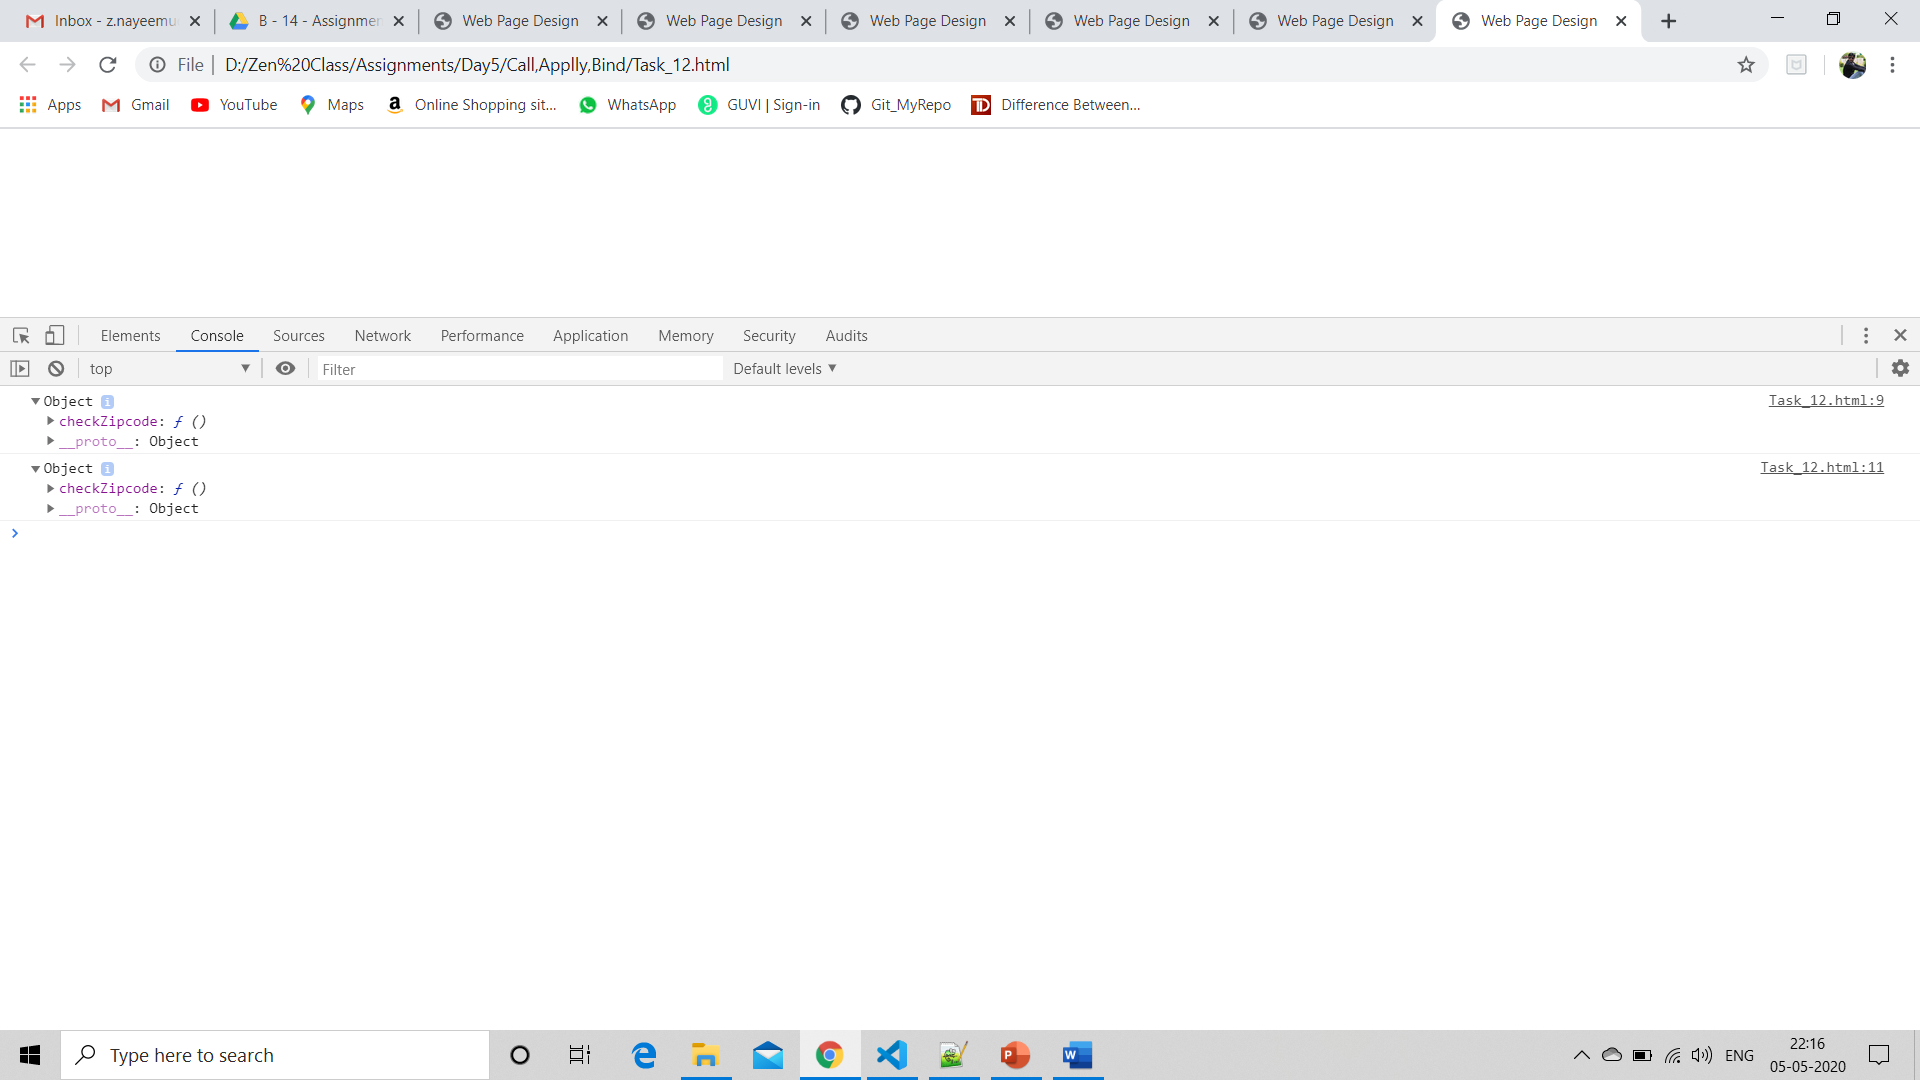 Inbox - z.nayeemu B - 14 - Assignmen Web Page Design Web Page Design Web Page Design Web Page Design Web Page Design Web Page Design
File D:/Zen%20Class/Assignments/Day5/Call,Applly,Bind/Task_12.html
Apps Gmail YouTube Maps Online Shopping sit... WhatsApp GUVI | Sign-in Git_MyRepo Difference Between...
Elements Console Sources Network Performance Application Memory Security Audits
top Filter Default levels
Object Task_12.html:9
checkZipcode: ƒ ()
__proto__: Object
Object Task_12.html:11
checkZipcode: ƒ ()
__proto__: Object
Type here to search ENG 22:16
05-05-2020